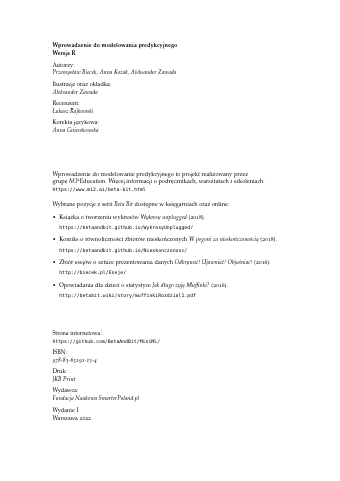 Wprowadzenie do modelowania predykcyjnego
Wersja R
Autorzy:
Przemysław Biecek, Anna Kozak, Aleksander Zawada
Ilustracje oraz okładka:
Aleksander Zawada
Recenzent:
Łukasz Rajkowski
Korekta językowa:
Anna Gniewkowska
Wprowadzenie do modelowanie predykcyjnego to projekt realizowany przez
grupę MI²Education. Więcej informacji o podręcznikach, warsztatach i szkoleniach:
https://www.mi2.ai/beta-bit.html
Wybrane pozycje z serii Beta Bit dostępne w księgarniach oraz online:
• Książka o tworzeniu wykresów Wykresy unplugged (2018).
https://betaandbit.github.io/WykresyUnplugged/
• Komiks o równoliczności zbiorów nieskończonych W pogoni za nieskończonością (2018).
https://betaandbit.github.io/Nieskonczonosc/
• Zbiór esejów o sztuce prezentowania danych Odkrywać! Ujawniać! Objaśniać! (2016).
http://biecek.pl/Eseje/
• Opowiadania dla dzieci o statystyce Jak długo żyją Muffinki? (2016).
http://betabit.wiki/story/muffinkiRozdzial1.pdf
Strona internetowa:
https://github.com/BetaAndBit/MiniML/
ISBN:
978-83-65291-13-4
Druk:
JKB Print
Wydawca:
Fundacja Naukowa SmarterPoland.pl
Wydanie I
Warszawa 2022